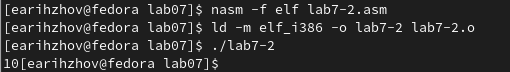 [earihzhov@fedora lab07]$ nasm -f elf lab7-2.asm
[earihzhov@fedora lab07]$ ld -m elf_i386 -o lab7-2 lab7-2.o
[earihzhov@fedora lab07]$ ./lab7-2
10[earihzhov@fedora lab07]$